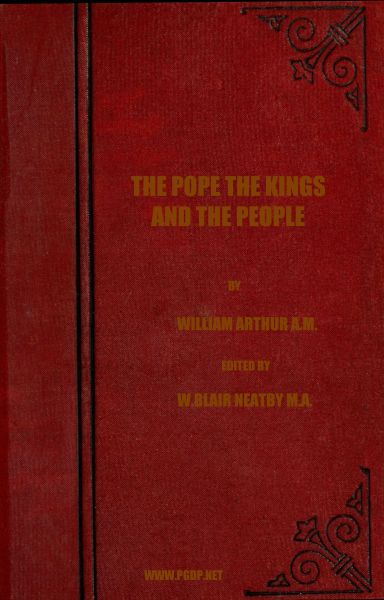 THE POPE THE KINGS
AND THE PEOPLE
BY
WILLIAM ARTHUR A.M.
EDITED BY
W.BLAIR NEATBY M.A.
WWW.PGDP.NET